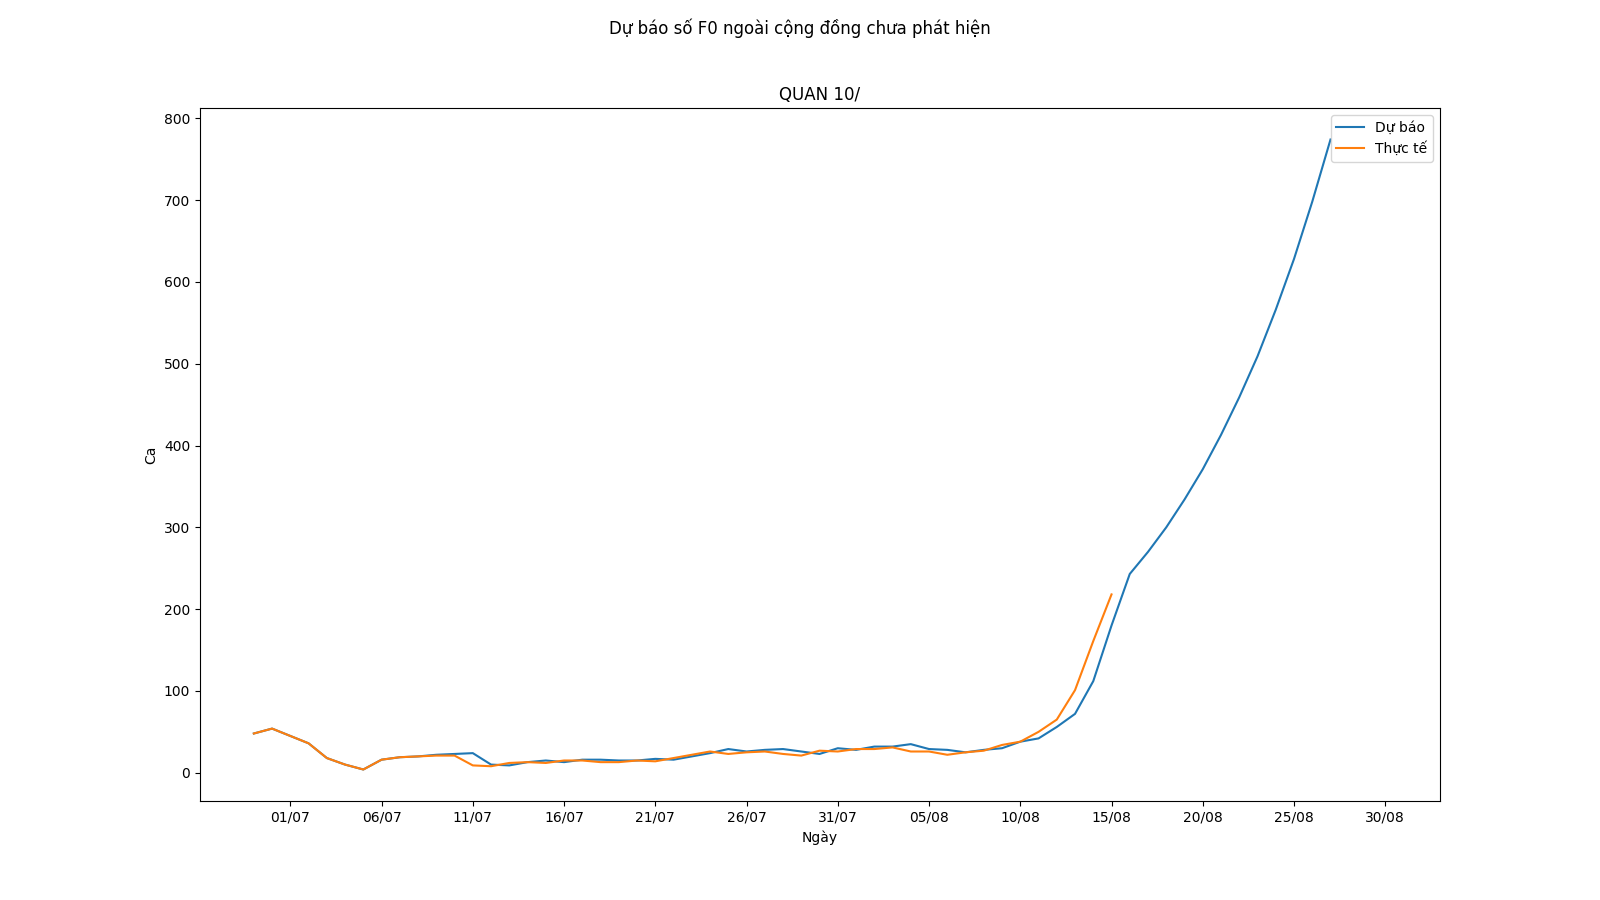 Dự báo số F0 ngoài cộng đồng chưa phát hiện
QUAN 10/
Dự báo
Thực tế
800
700
600
500
400
300
200
100
0
Ca
01/07 06/07 11/07 16/07 21/07 26/07 31/07 05/08 10/08 15/08 20/08 25/08 30/08
Ngày